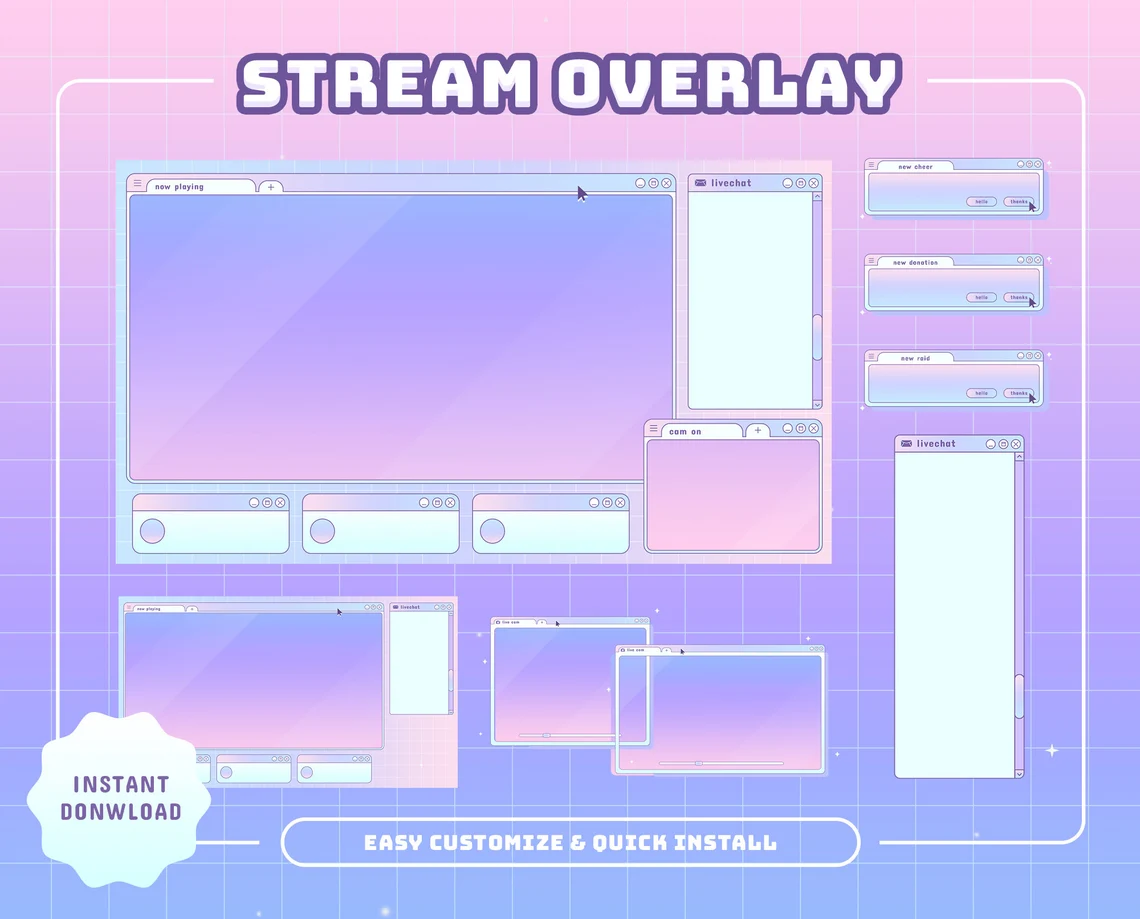 STREAM OVERLAY
now playing
+
livechat
new cheer
hello
thanks
new donation
hello
thanks
new raid
hello
thanks
cam on
+
livechat
now playing
+
livechat
live cam
+
live cam
+
INSTANT
DONWLOAD
EASY CUSTOMIZE & QUICK INSTALL